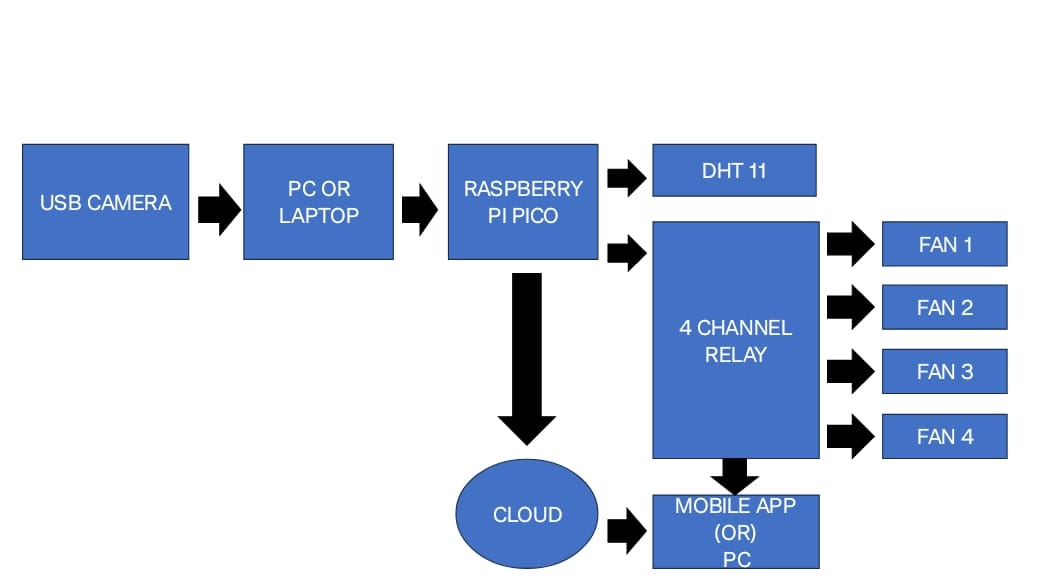 USB CAMERA
PC OR
LAPTOP
RASPBERRY
PI PICO
DHT 11
4 CHANNEL
RELAY
FAN 1
FAN 2
FAN 3
FAN 4
CLOUD
MOBILE APP
(OR)
PC